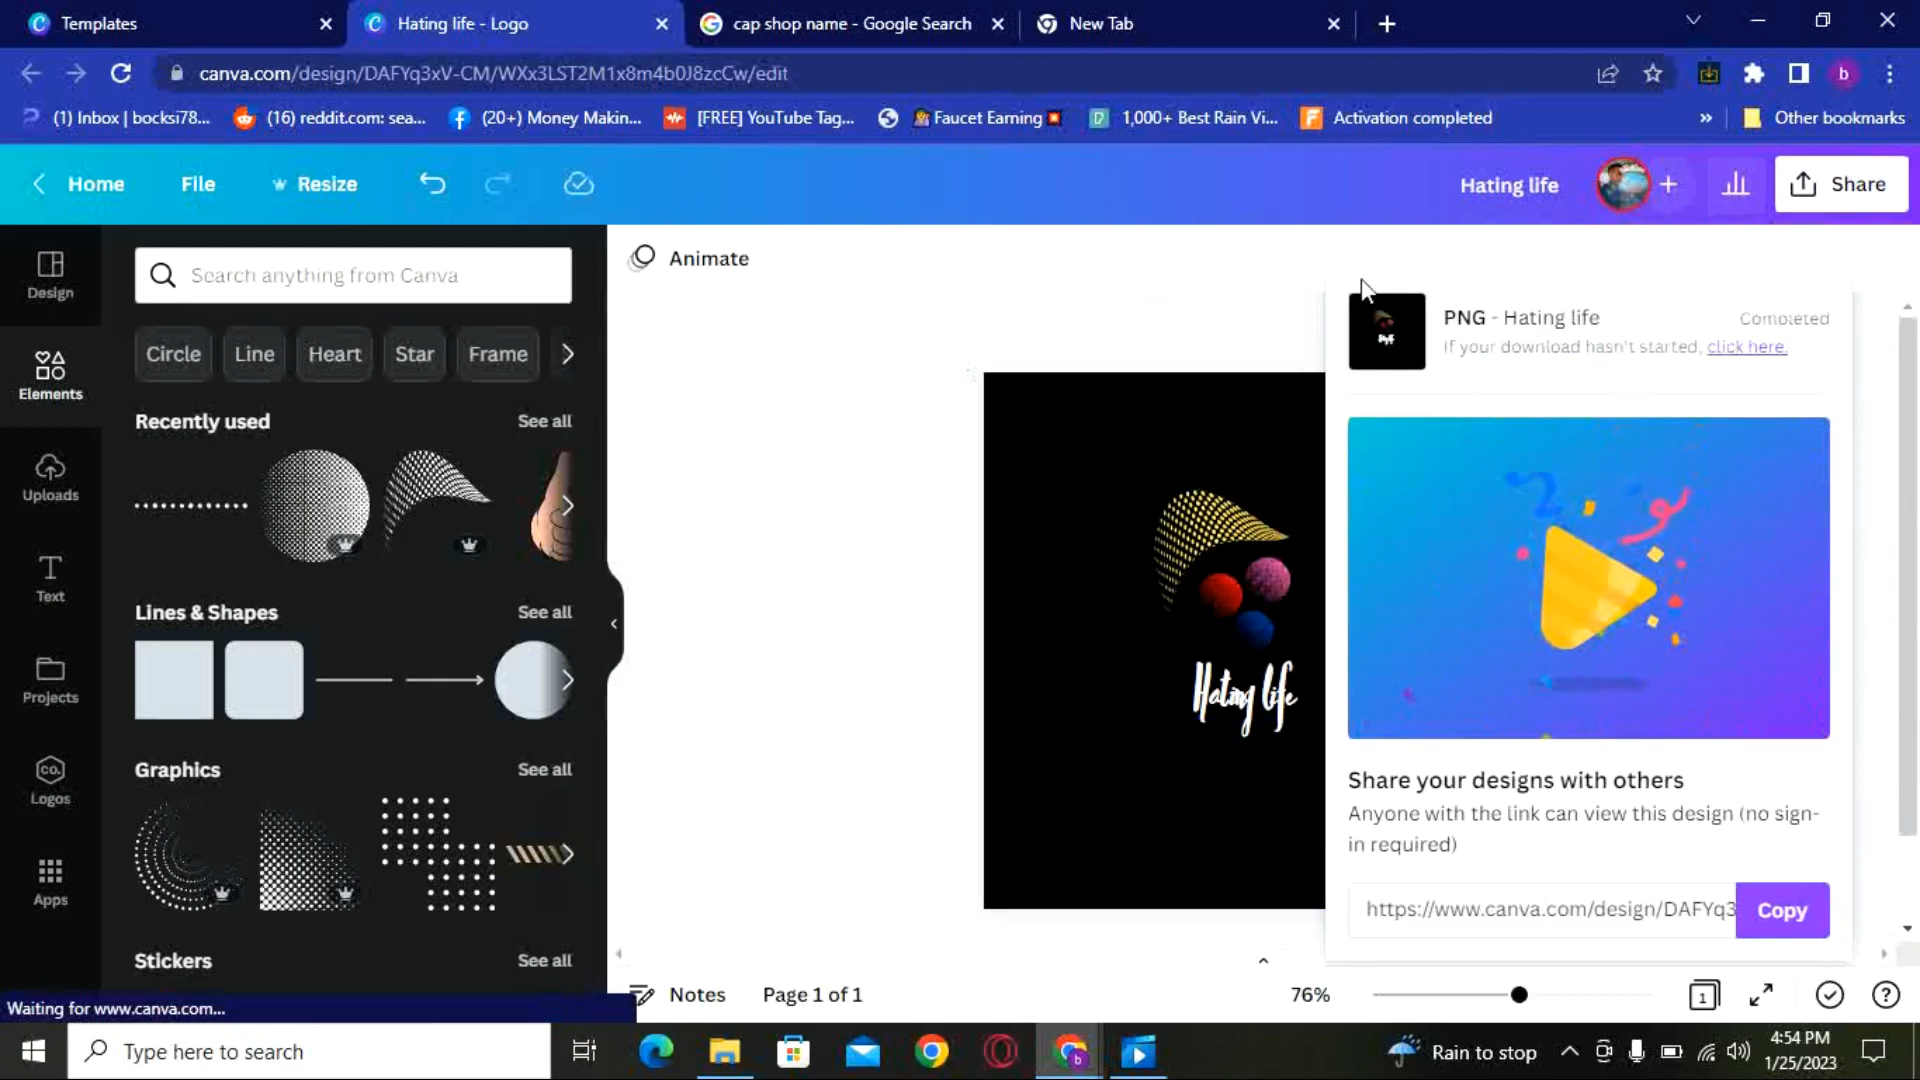 Templates
Hating life - Logo
cap shop name - Google Search
New Tab
canva.com/design/DAFYq3xV-CM/WXx3LST2M1x8m4b0J8zcCw/edit
b
(1) Inbox | bocksi78...
(16) reddit.com: sea...
(20+) Money Makin...
[FREE] YouTube Tag...
Faucet Earning
1,000+ Best Rain Vi...
Activation completed
»
Other bookmarks
Home
File
Resize
Hating life
Share
Design
Elements
Uploads
Text
Projects
CO.
Logos
Apps
Search anything from Canva
Circle
Line
Heart
Star
Frame
Recently used
See all
Lines & Shapes
See all
Graphics
See all
Stickers
See all
Animate
Hating life
PNG - Hating life
Completed
If your download hasn't started, click here.
Share your designs with others
Anyone with the link can view this design (no sign-
in required)
https://www.canva.com/design/DAFYq3
Copy
Waiting for www.canva.com...
Notes
Page 1 of 1
76%
1
Type here to search
Rain to stop
4:54 PM
1/25/2023